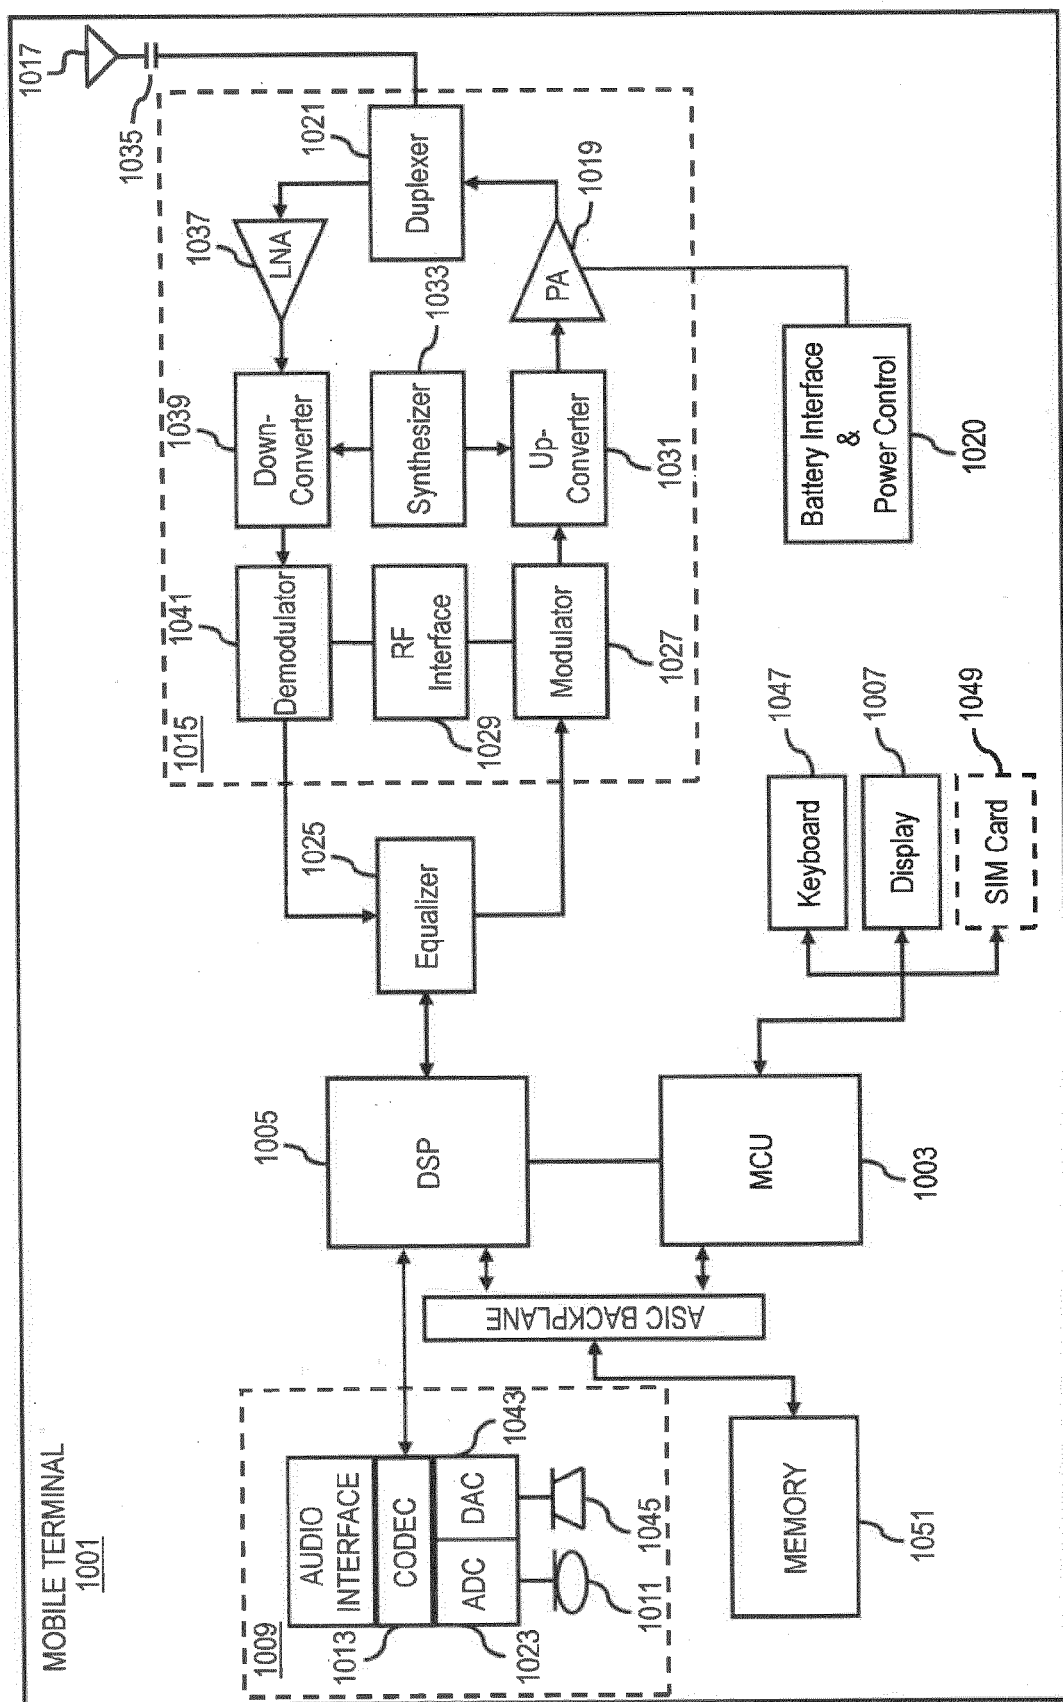 MOBILE TERMINAL
1001
1009
AUDIO
INTERFACE
CODEC
ADC
DAC
1013
1023
1043
1011
1045
1005
DSP
ASIC BACKPLANE
MCU
1003
MEMORY
1051
1025
Equalizer
1015
1041
Demodulator
RF
Interface
1029
Modulator
1027
1039
Down-
Converter
1033
Synthesizer
Up-
Converter
1031
1037
LNA
1021
Duplexer
PA
1019
1035
1017
1047
Keyboard
1007
Display
1049
SIM Card
Battery Interface
&
Power Control
1020